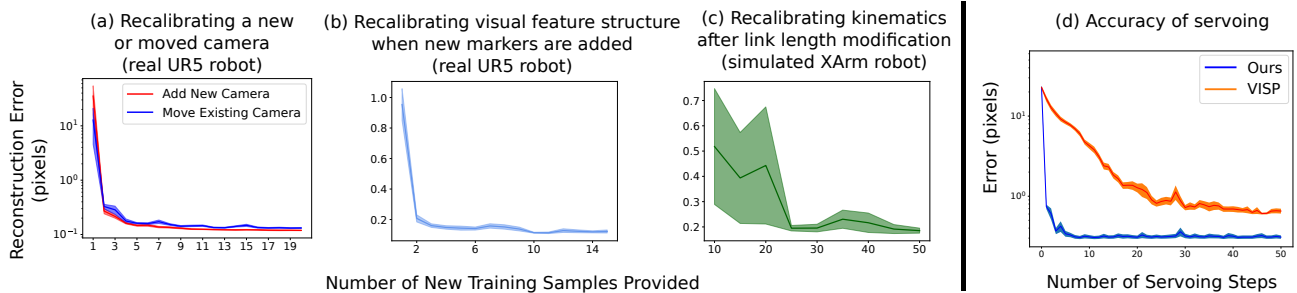 (a) Recalibrating a new
or moved camera
(real UR5 robot)
Reconstruction Error
(pixels)
10¹
10⁰
10⁻¹
Add New Camera
Move Existing Camera
1 3 5 7 9 11 13 15 17 19
(b) Recalibrating visual feature structure
when new markers are added
(real UR5 robot)
1.0
0.8
0.6
0.4
0.2
2 6 10 14
(c) Recalibrating kinematics
after link length modification
(simulated XArm robot)
0.7
0.6
0.5
0.4
0.3
0.2
10 20 30 40 50
Number of New Training Samples Provided
(d) Accuracy of servoing
Error (pixels)
10¹
10⁰
Ours
VISP
0 10 20 30 40 50
Number of Servoing Steps